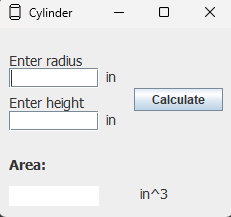 Cylinder
Enter radius
in
Calculate
Enter height
in
Area:
in^3